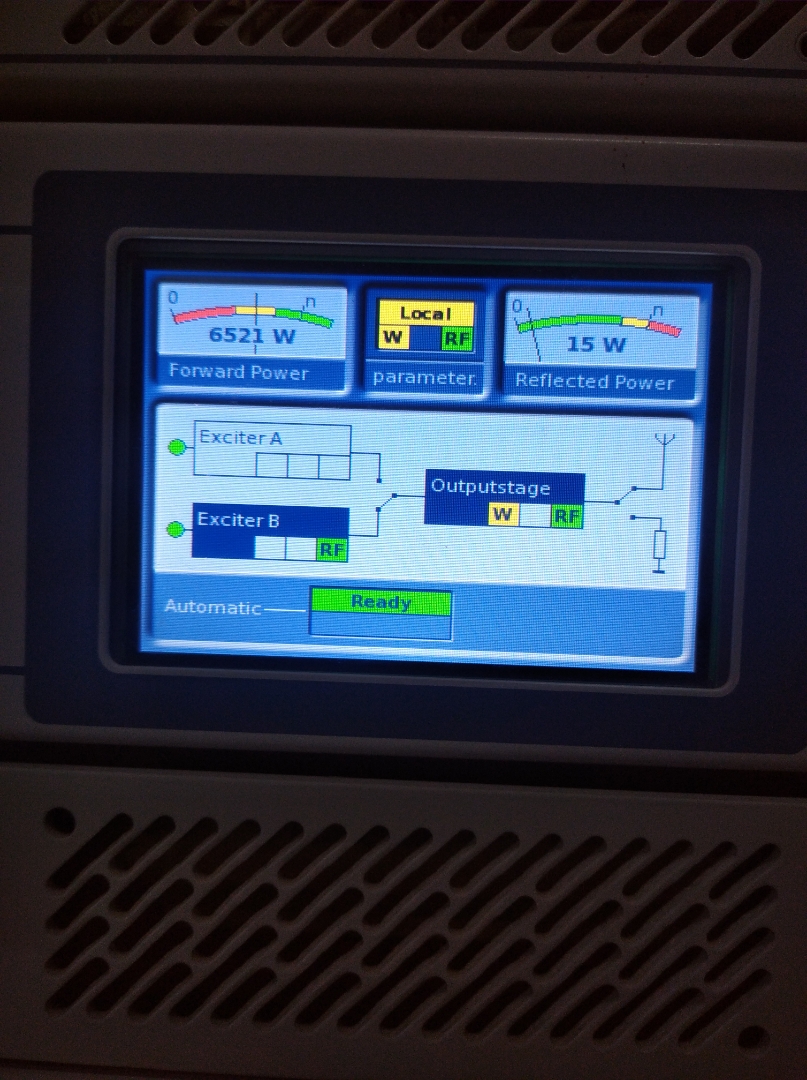 0 n
6521 W
Forward Power
Local
W RF
parameter.
0 n
15 W
Reflected Power
Exciter A
Exciter B
RF
Outputstage
W RF
Automatic
Ready